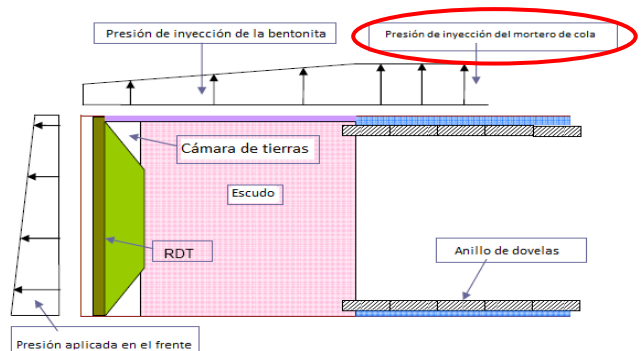 Presión de inyección de la bentonita
Presión de inyección del mortero de cola
Cámara de tierras
Escudo
RDT
Anillo de dovelas
Presión aplicada en el frente